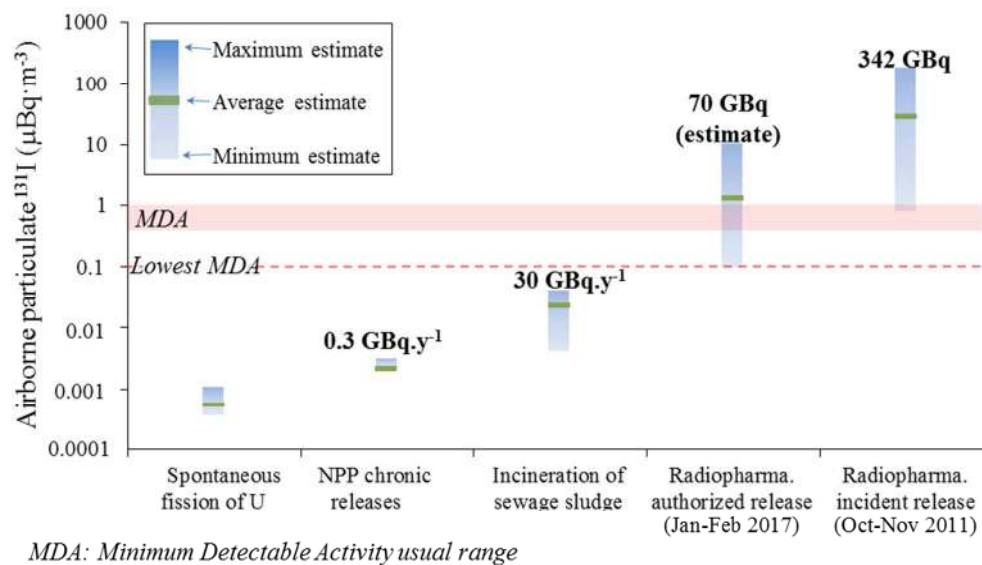 Airborne particulate ¹³¹I (µBq·m⁻³)
1000
100
10
1
0.1
0.01
0.001
0.0001
Maximum estimate
Average estimate
Minimum estimate
MDA
Lowest MDA
0.3 GBq.y⁻¹
30 GBq.y⁻¹
70 GBq
(estimate)
342 GBq
Spontaneous
fission of U
NPP chronic
releases
Incineration of
sewage sludge
Radiopharma.
authorized release
(Jan-Feb 2017)
Radiopharma.
incident release
(Oct-Nov 2011)
MDA: Minimum Detectable Activity usual range